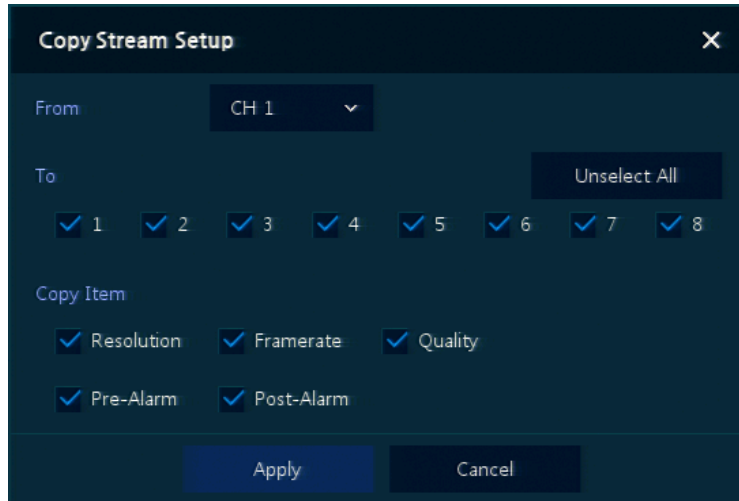 Copy Stream Setup
From CH 1
To Unselect All
1 2 3 4 5 6 7 8
Copy Item
Resolution Framerate Quality
Pre-Alarm Post-Alarm
Apply Cancel